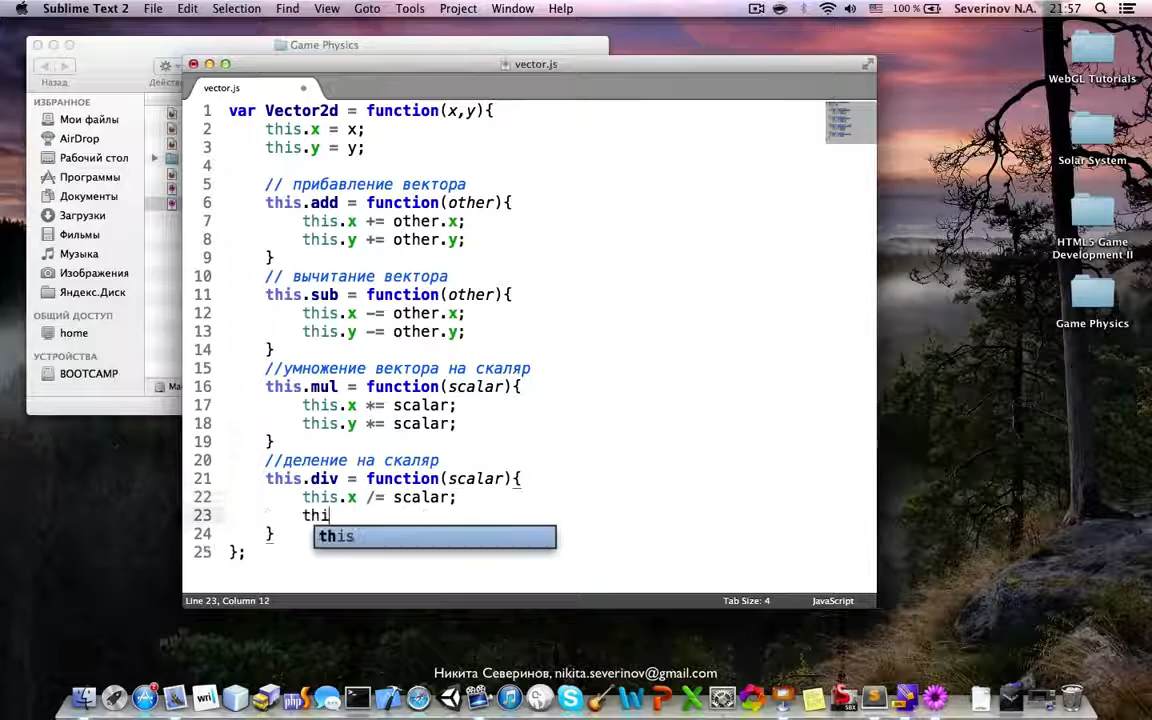 Sublime Text 2 File Edit Selection Find View Goto Tools Project Window Help 100 % Severinov N.A. 21:57
Game Physics
Назад
ИЗБРАННОЕ
Мои файлы
AirDrop
Рабочий стол
Программы
Документы
Загрузки
Фильмы
Музыка
Изображения
Яндекс.Диск
ОБЩИЙ ДОСТУП
home
УСТРОЙСТВА
BOOTCAMP
vector.js
vector.js
1 var Vector2d = function(x,y){
2 this.x = x;
3 this.y = y;
4
5 // прибавление вектора
6 this.add = function(other){
7 this.x += other.x;
8 this.y += other.y;
9 }
10 // вычитание вектора
11 this.sub = function(other){
12 this.x -= other.x;
13 this.y -= other.y;
14 }
15 //умножение вектора на скаляр
16 this.mul = function(scalar){
17 this.x *= scalar;
18 this.y *= scalar;
19 }
20 //деление на скаляр
21 this.div = function(scalar){
22 this.x /= scalar;
23 thi
24 }
this
25 };
Line 23, Column 12 Tab Size: 4 JavaScript
WebGL Tutorials
Solar System
HTML5 Game
Development II
Game Physics
Никита Северинов, nikita.severinov@gmail.com